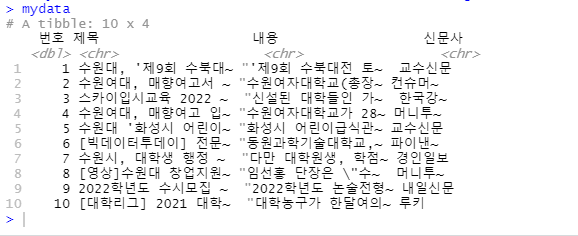 > mydata
# A tibble: 10 x 4
번호 제목 내용 신문사
<dbl> <chr> <chr> <chr>
1 1 수원대, '제9회 수북대~ "'제9회 수북대전 토~ 교수신문
2 2 수원여대, 매향여고서 ~ "수원여자대학교(총장~ 컨슈머~
3 3 스카이입시교육 2022 ~ "신설된 대학들인 가~ 한국강~
4 4 수원여대, 매향여고 입~ "수원여자대학교가 28~ 머니투~
5 5 수원대 '화성시 어린이~ "화성시 어린이급식관~ 교수신문
6 6 [빅데이터투데이] 전문~ "동원과학기술대학교,~ 파이낸~
7 7 수원시, 대학생 행정 ~ "다만 대학원생, 학점~ 경인일보
8 8 [영상]수원대 창업지원~ "임선홍 단장은 \"수~ 머니투~
9 9 2022학년도 수시모집 ~ "2022학년도 논술전형~ 내일신문
10 10 [대학리그] 2021 대학~ "대학농구가 한달여의~ 루키
>